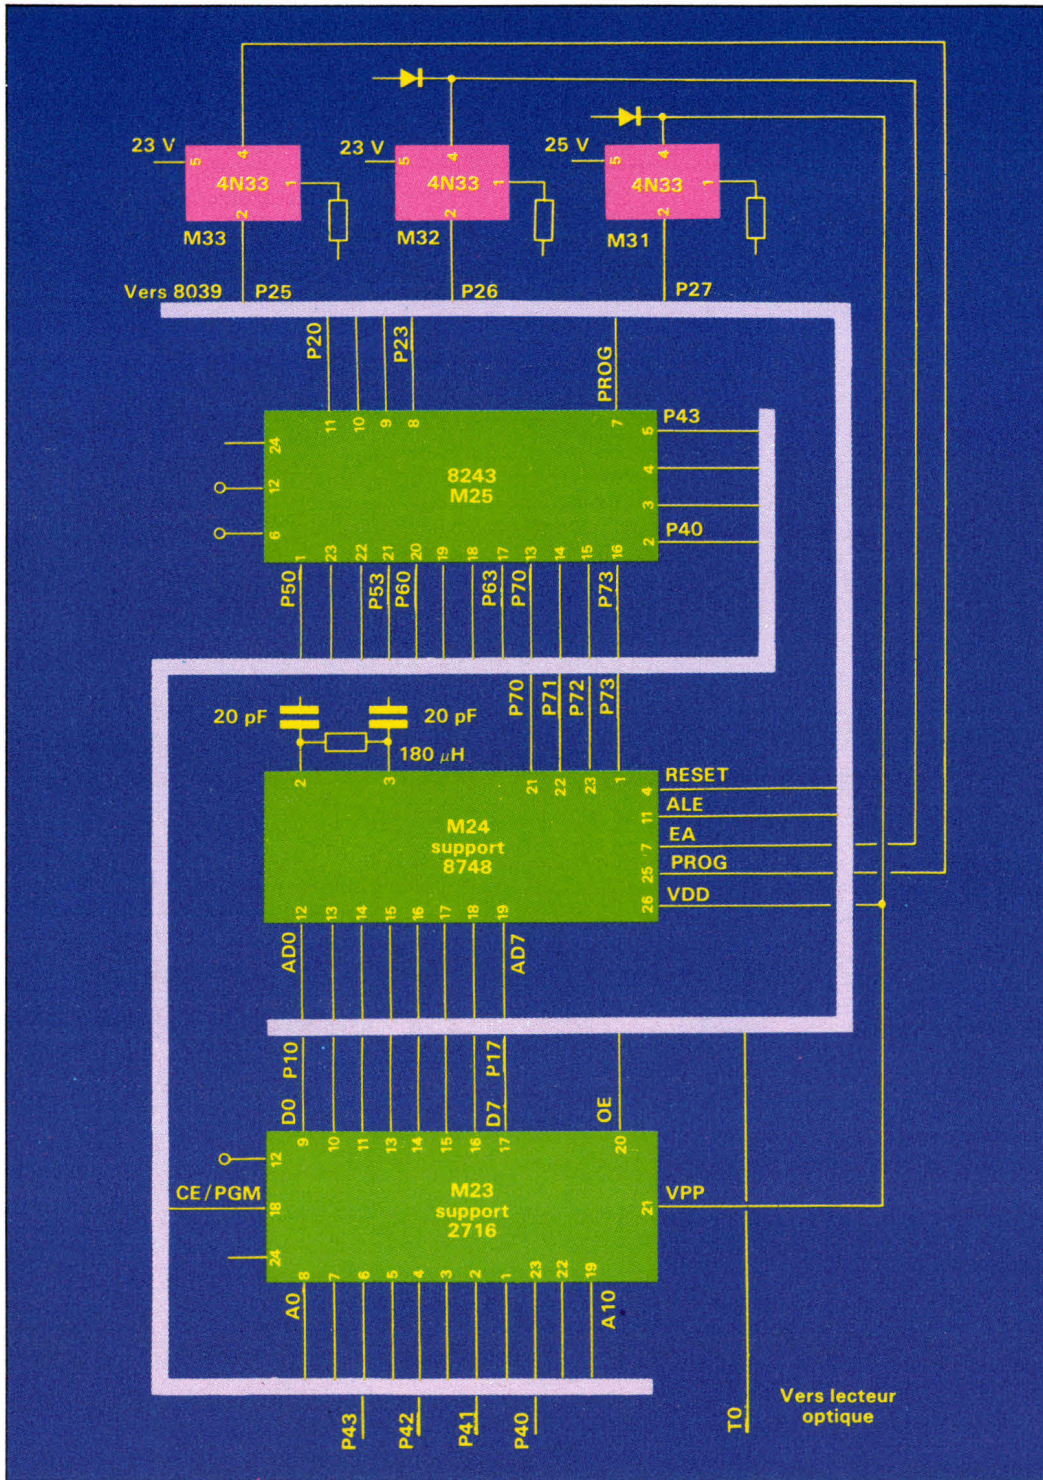 23 V
5
4
4N33
1
2
M33
23 V
5
4
4N33
1
2
M32
25 V
5
4
4N33
1
2
M31
Vers 8039
P25
P26
P27
P20
P23
PROG
11
10
9
8
7
24
12
6
8243
M25
5
4
3
2
P43
P40
1
23
22
21
20
19
18
17
13
14
15
16
P50
P53
P60
P63
P70
P73
P70
P71
P72
P73
20 pF
20 pF
180 µH
2
3
21
22
23
1
M24
support
8748
4
11
7
25
26
RESET
ALE
EA
PROG
VDD
12
13
14
15
16
17
18
19
AD0
AD7
P10
P17
D0
D7
OE
9
10
11
13
14
15
16
17
20
12
18
24
CE/PGM
M23
support
2716
21
VPP
8
7
6
5
4
3
2
1
23
22
19
A0
A10
P43
P42
P41
P40
T0
Vers lecteur
optique